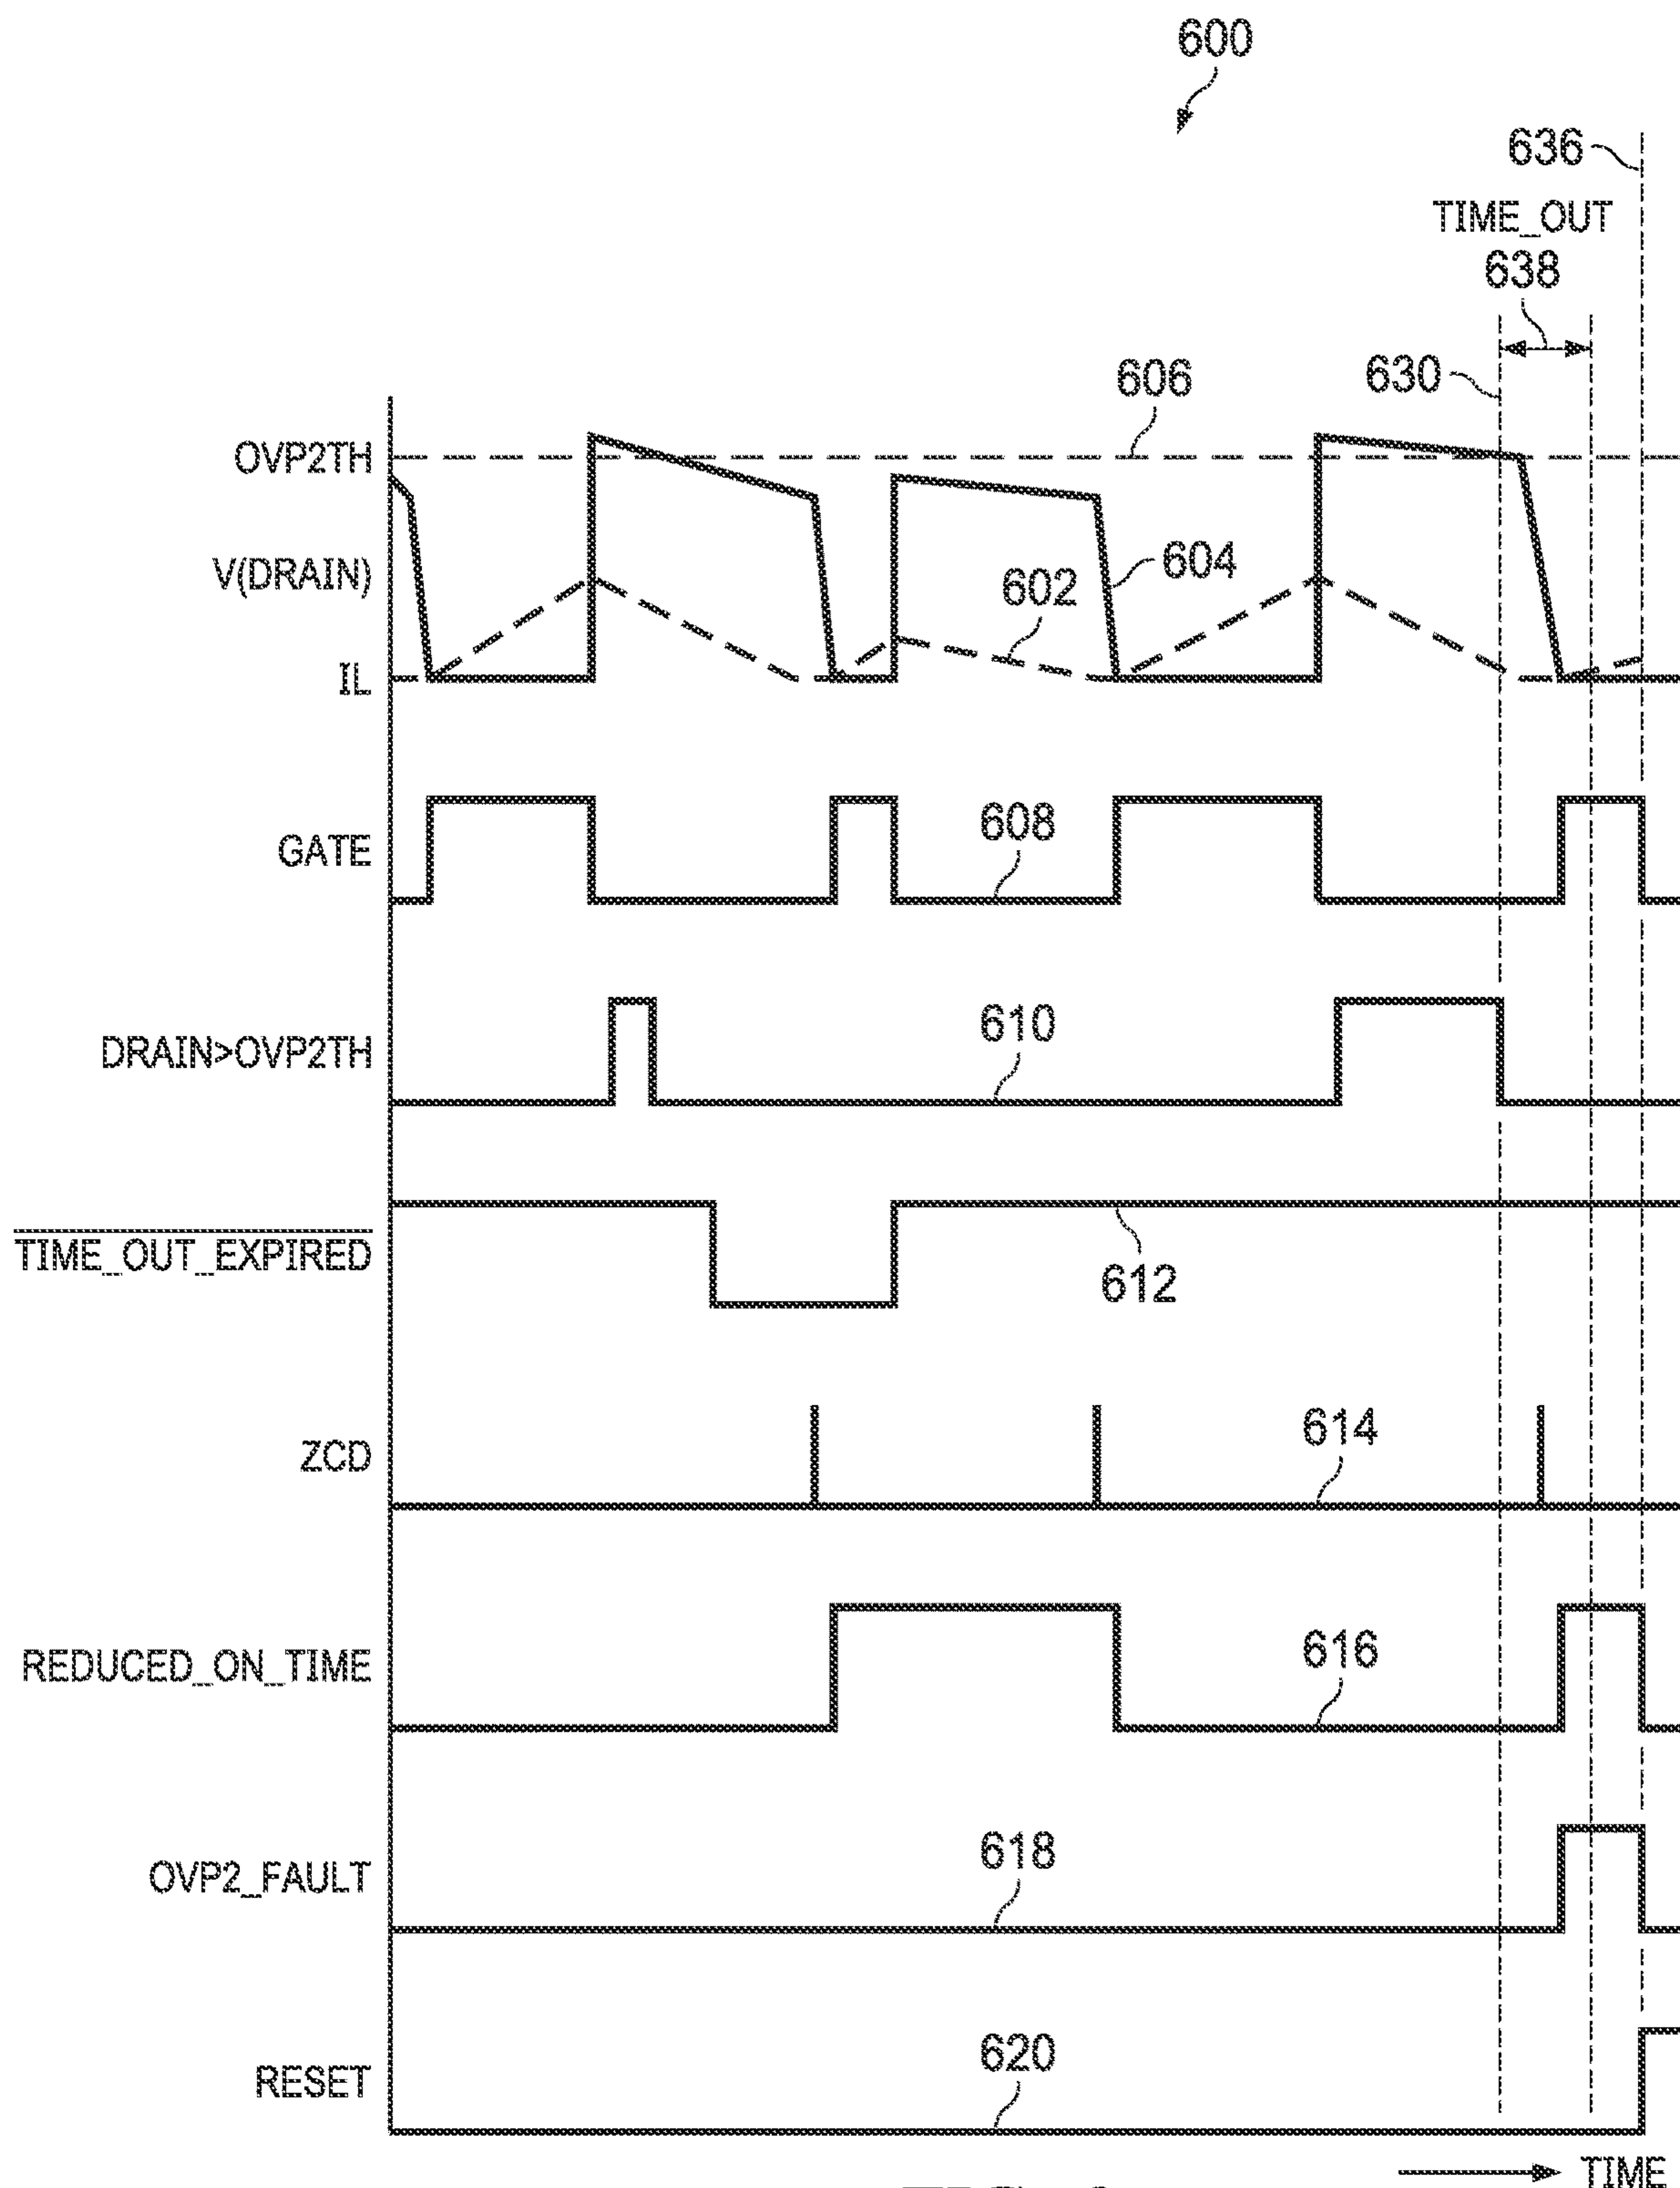 600
636
TIME_OUT
638
630
606
OVP2TH
V(DRAIN)
604
602
IL
608
GATE
610
DRAIN>OVP2TH
TIME_OUT_EXPIRED
612
614
ZCD
616
REDUCED_ON_TIME
618
OVP2_FAULT
620
RESET
TIME